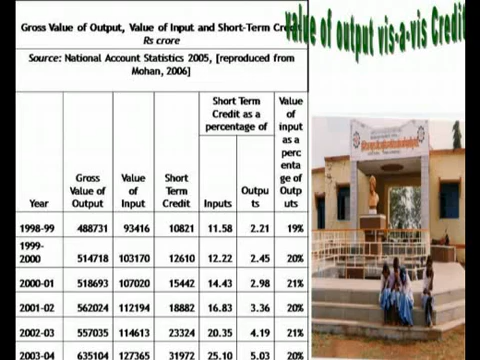 Gross Value of Output, Value of Input and Short-Term Credit
Rs crore
value of output vis-a-vis Credit
Source: National Account Statistics 2005, [reproduced from
Mohan, 2006]
Year
Gross
Value of
Output
Value
of
Input
Short
Term
Credit
Short Term
Credit as a
percentage of
Inputs
Outpu
ts
Value
of
input
as a
perc
enta
ge of
Outp
uts
1998-99 488731 93416 10821 11.58 2.21 19%
1999-
2000 514718 103170 12610 12.22 2.45 20%
2000-01 518693 107020 15442 14.43 2.98 21%
2001-02 562024 112194 18882 16.83 3.36 20%
2002-03 557035 114613 23324 20.35 4.19 21%
2003-04 635104 127365 31972 25.10 5.03 20%